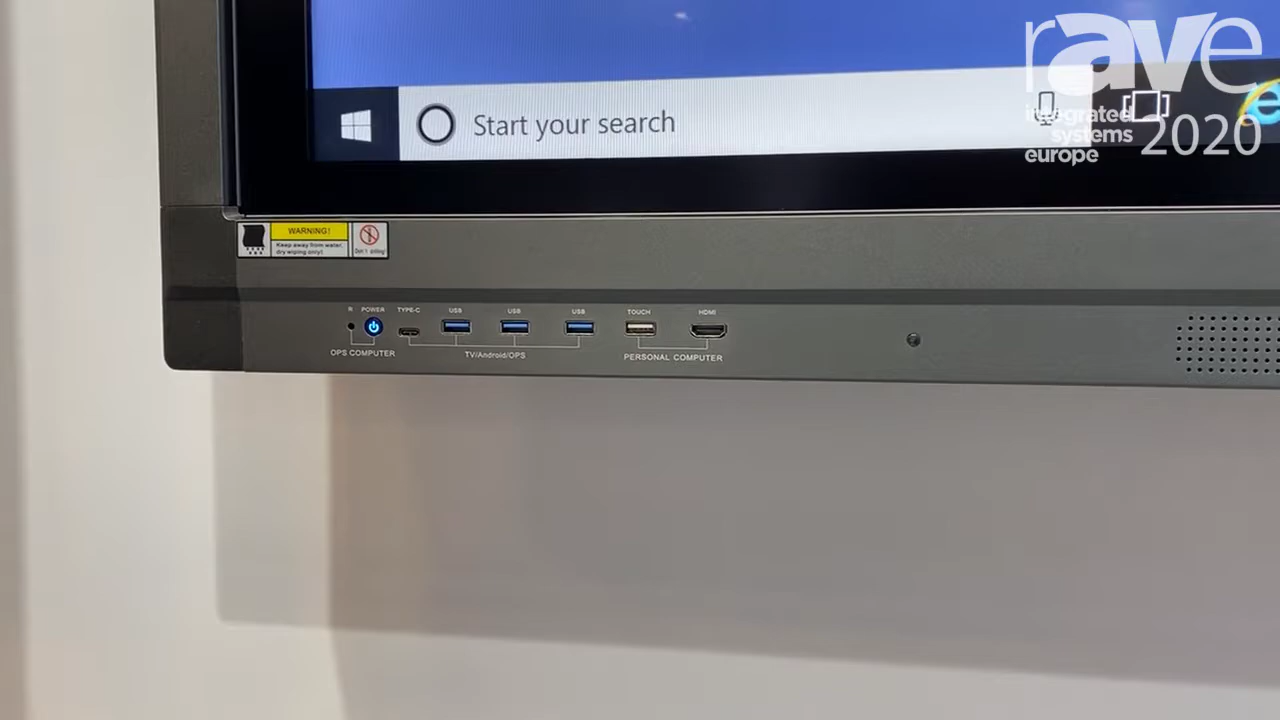 rave
integrated
systems
europe
2020
Start your search
WARNING!
Keep away from water,
dry wiping only!
R POWER TYPE-C USB USB USB TOUCH HDMI
OPS COMPUTER TV/Android/OPS PERSONAL COMPUTER